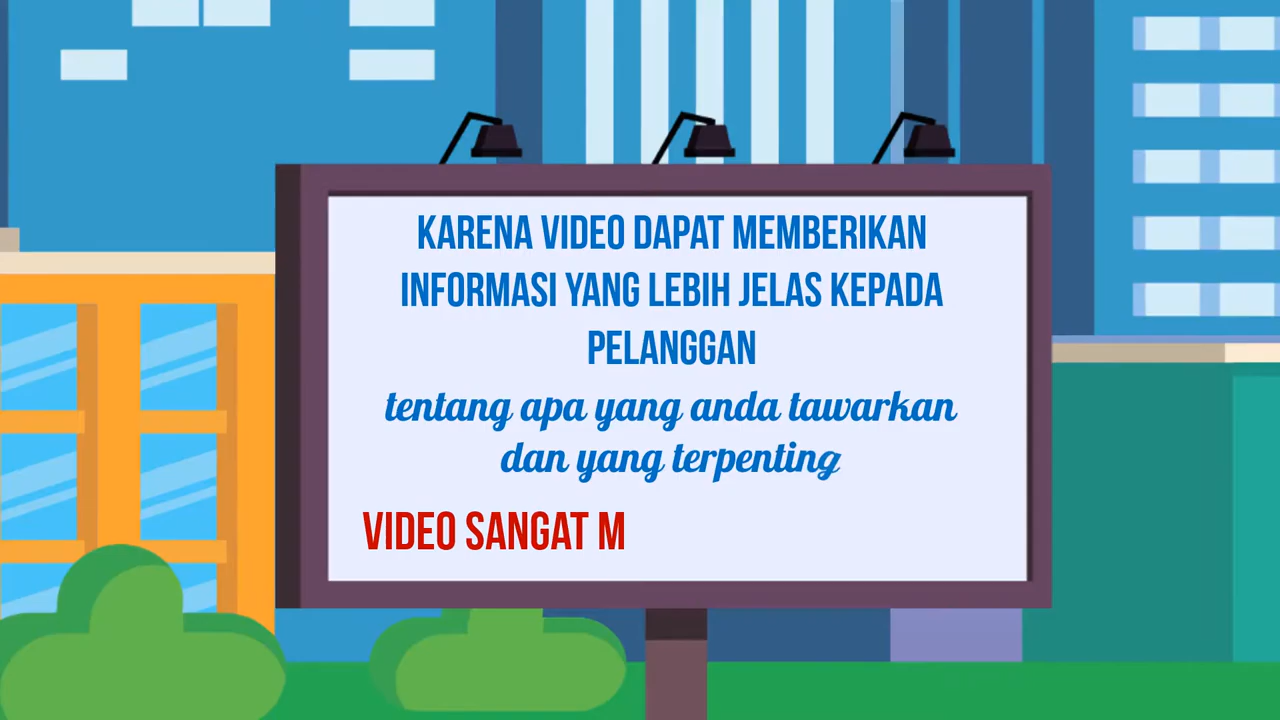 KARENA VIDEO DAPAT MEMBERIKAN
INFORMASI YANG LEBIH JELAS KEPADA
PELANGGAN
tentang apa yang anda tawarkan
dan yang terpenting
VIDEO SANGAT M